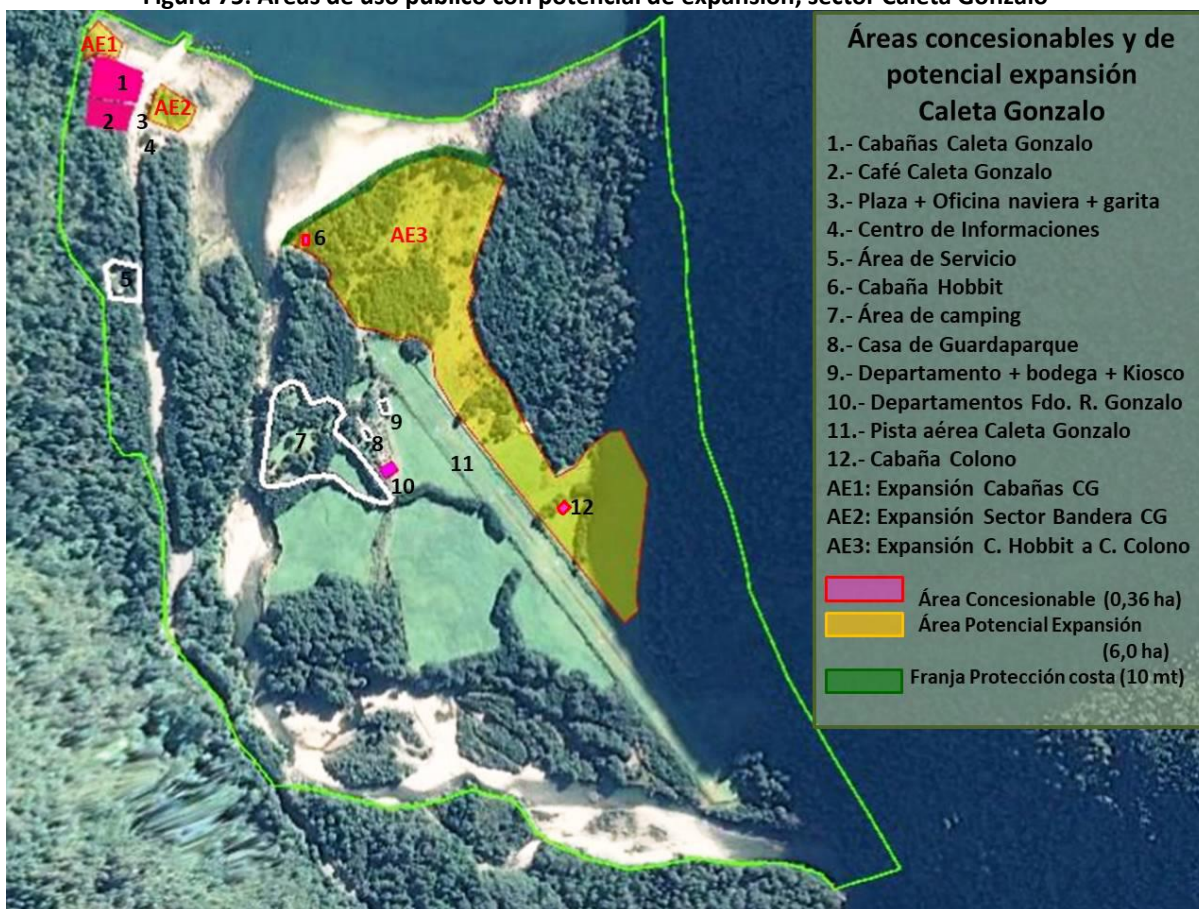 Figura 75. Áreas de uso público con potencial de expansión, sector Caleta Gonzalo
Áreas concesionables y de
potencial expansión
Caleta Gonzalo
1.- Cabañas Caleta Gonzalo
2.- Café Caleta Gonzalo
3.- Plaza + Oficina naviera + garita
4.- Centro de Informaciones
5.- Área de Servicio
6.- Cabaña Hobbit
7.- Área de camping
8.- Casa de Guardaparque
9.- Departamento + bodega + Kiosco
10.- Departamentos Fdo. R. Gonzalo
11.- Pista aérea Caleta Gonzalo
12.- Cabaña Colono
AE1: Expansión Cabañas CG
AE2: Expansión Sector Bandera CG
AE3: Expansión C. Hobbit a C. Colono
Área Concesionable (0,36 ha)
Área Potencial Expansión
(6,0 ha)
Franja Protección costa (10 mt)
AE1
1
AE2
2
3
4
6
AE3
5
9
7
8
11
10
12